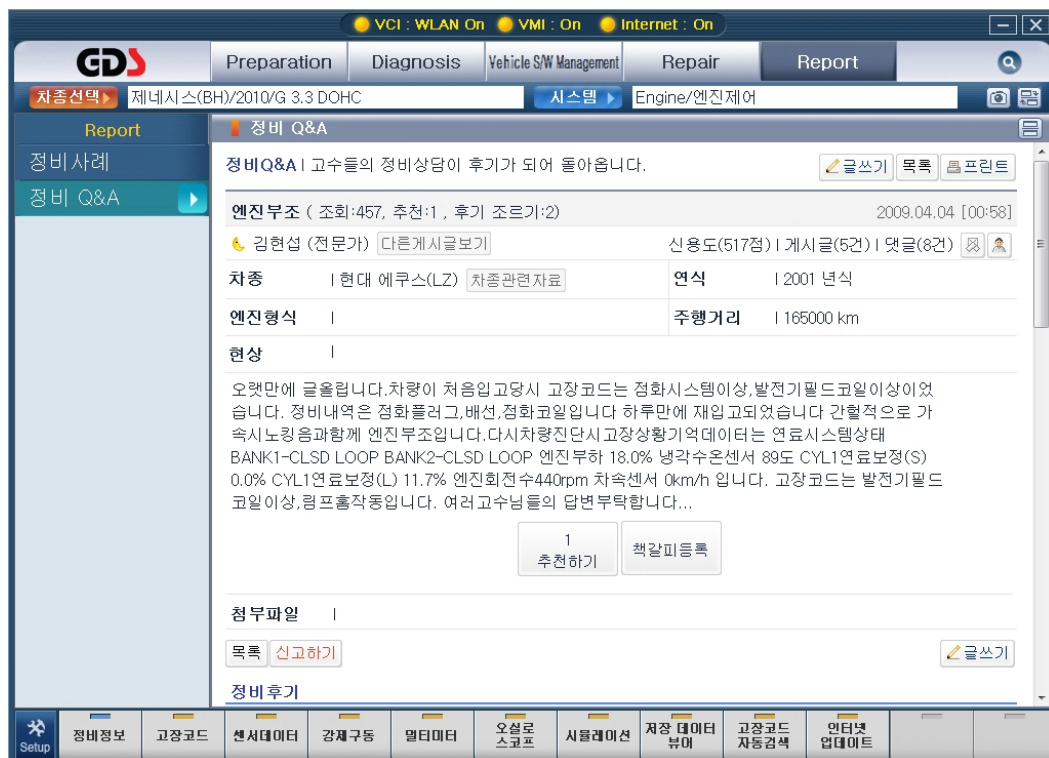 VCI : WLAN On VMI : On Internet : On
GDS Preparation Diagnosis Vehicle S/W Management Repair Report
차종선택 제네시스(BH)/2010/G 3.3 DOHC 시스템 Engine/엔진제어
Report
정비사례
정비 Q&A
정비 Q&A
정비Q&A | 고수들의 정비상담이 후기가 되어 돌아옵니다. 글쓰기 목록 프린트
엔진부조 ( 조회:457, 추천:1 , 후기 조르기:2) 2009.04.04 [00:58]
김현섭 (전문가) 다른게시글보기 신용도(517점) | 게시글(5건) | 댓글(8건)
차종 | 현대 에쿠스(LZ) 차종관련자료 연식 | 2001 년식
엔진형식 | 주행거리 | 165000 km
현상 |
오랫만에 글올립니다.차량이 처음입고당시 고장코드는 점화시스템이상,발전기필드코일이상이었
습니다. 정비내역은 점화플러그,배선,점화코일입니다 하루만에 재입고되었습니다 간헐적으로 가
속시노킹음과함께 엔진부조입니다.다시차량진단시고장상황기억데이터는 연료시스템상태
BANK1-CLSD LOOP BANK2-CLSD LOOP 엔진부하 18.0% 냉각수온센서 89도 CYL1연료보정(S)
0.0% CYL1연료보정(L) 11.7% 엔진회전수440rpm 차속센서 0km/h 입니다. 고장코드는 발전기필드
코일이상,림프홈작동입니다. 여러고수님들의 답변부탁합니다...
1
추천하기
책갈피등록
첨부파일 |
목록 신고하기 글쓰기
정비후기
Setup 정비정보 고장코드 센서데이터 강제구동 멀티미터 오실로스코프 시뮬레이션 저장 데이터 뷰어 고장코드 자동검색 인터넷 업데이트